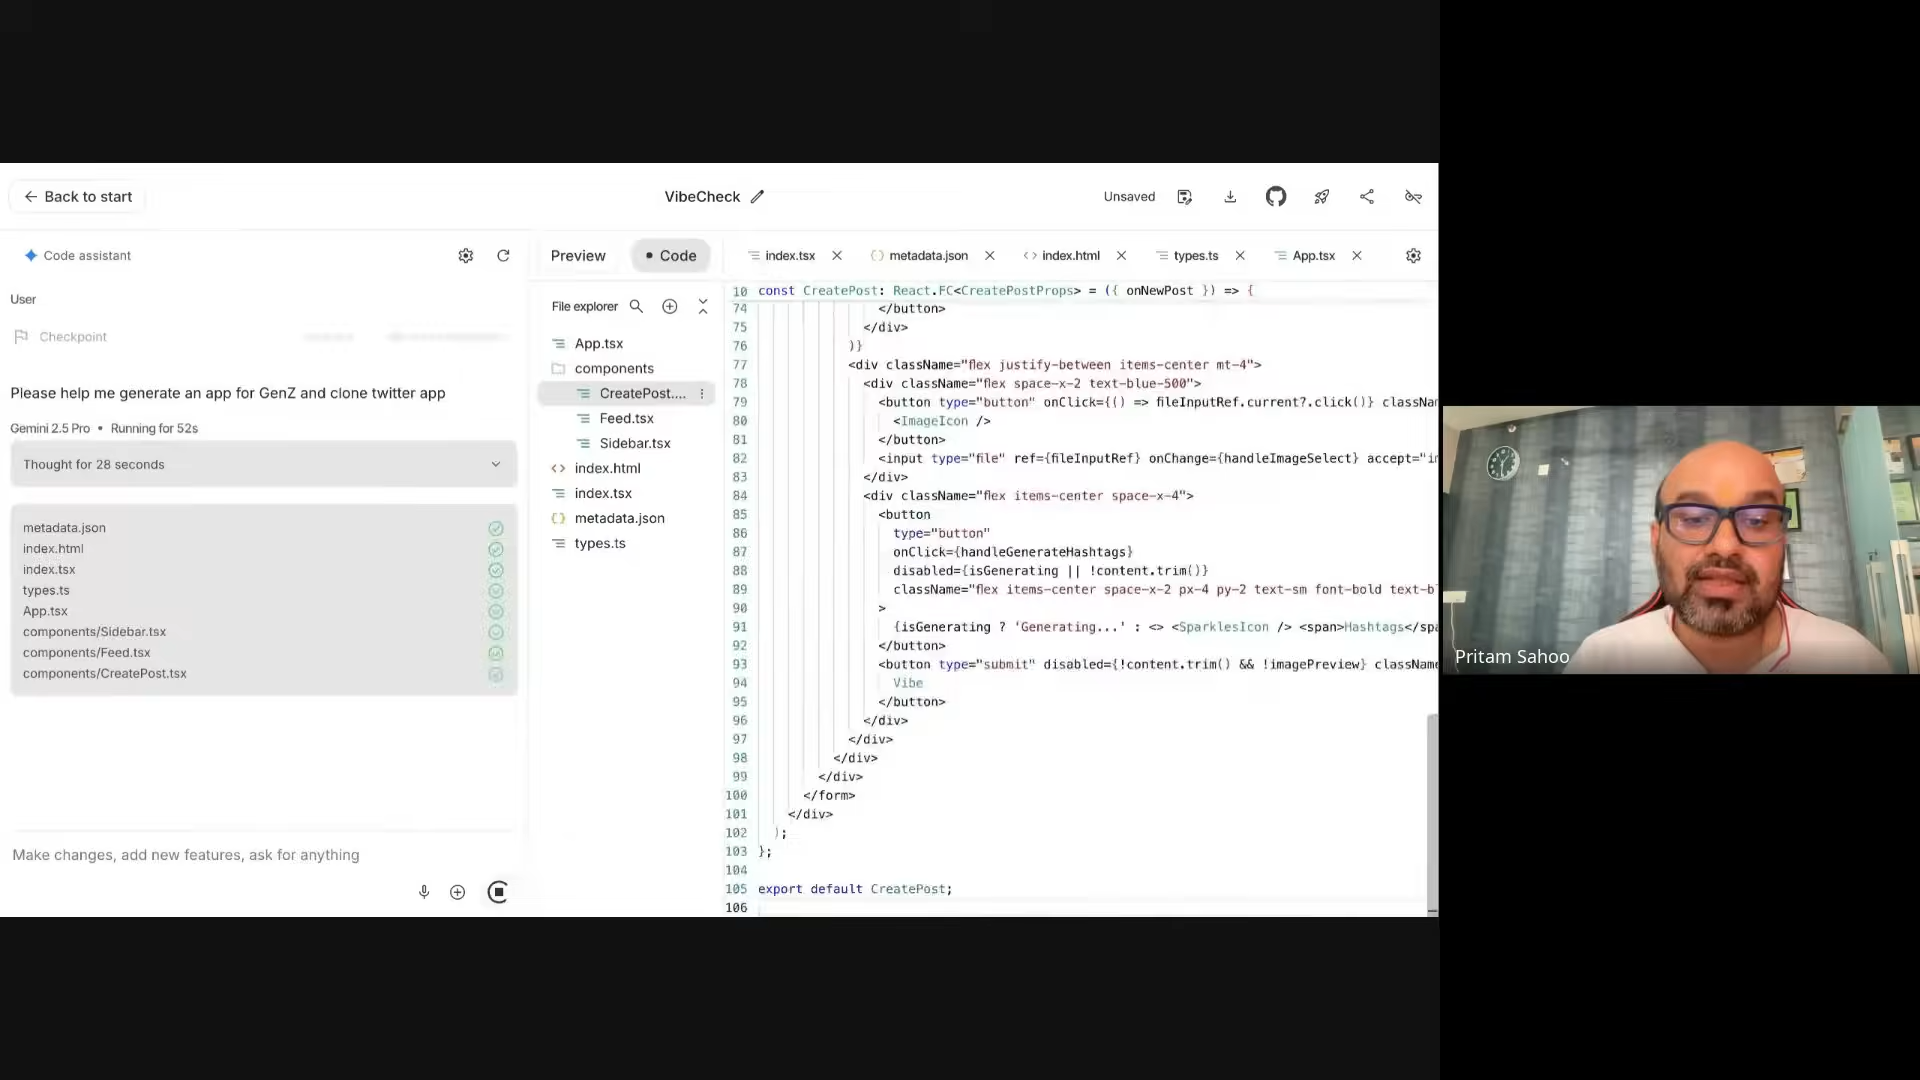 Back to start
VibeCheck
Unsaved
Code assistant
User
Checkpoint
Please help me generate an app for GenZ and clone twitter app
Gemini 2.5 Pro • Running for 52s
Thought for 28 seconds
metadata.json
index.html
index.tsx
types.ts
App.tsx
components/Sidebar.tsx
components/Feed.tsx
components/CreatePost.tsx
Make changes, add new features, ask for anything
Preview
Code
File explorer
App.tsx
components
CreatePost....
Feed.tsx
Sidebar.tsx
index.html
index.tsx
metadata.json
types.ts
index.tsx
metadata.json
index.html
types.ts
App.tsx
10 const CreatePost: React.FC<CreatePostProps> = ({ onNewPost }) => {
74 </button>
75 </div>
76 )}
77 <div className="flex justify-between items-center mt-4">
78 <div className="flex space-x-2 text-blue-500">
79 <button type="button" onClick={() => fileInputRef.current?.click()} classNa
80 <ImageIcon />
81 </button>
82 <input type="file" ref={fileInputRef} onChange={handleImageSelect} accept="i
83 </div>
84 <div className="flex items-center space-x-4">
85 <button
86 type="button"
87 onClick={handleGenerateHashtags}
88 disabled={isGenerating || !content.trim()}
89 className="flex items-center space-x-2 px-4 py-2 text-sm font-bold text-b
90 >
91 {isGenerating ? 'Generating...' : <> <SparklesIcon /> <span>Hashtags</spa
92 </button>
93 <button type="submit" disabled={!content.trim() && !imagePreview} className
94 Vibe
95 </button>
96 </div>
97 </div>
98 </div>
99 </div>
100 </form>
101 </div>
102 );
103 };
104
105 export default CreatePost;
106
Pritam Sahoo